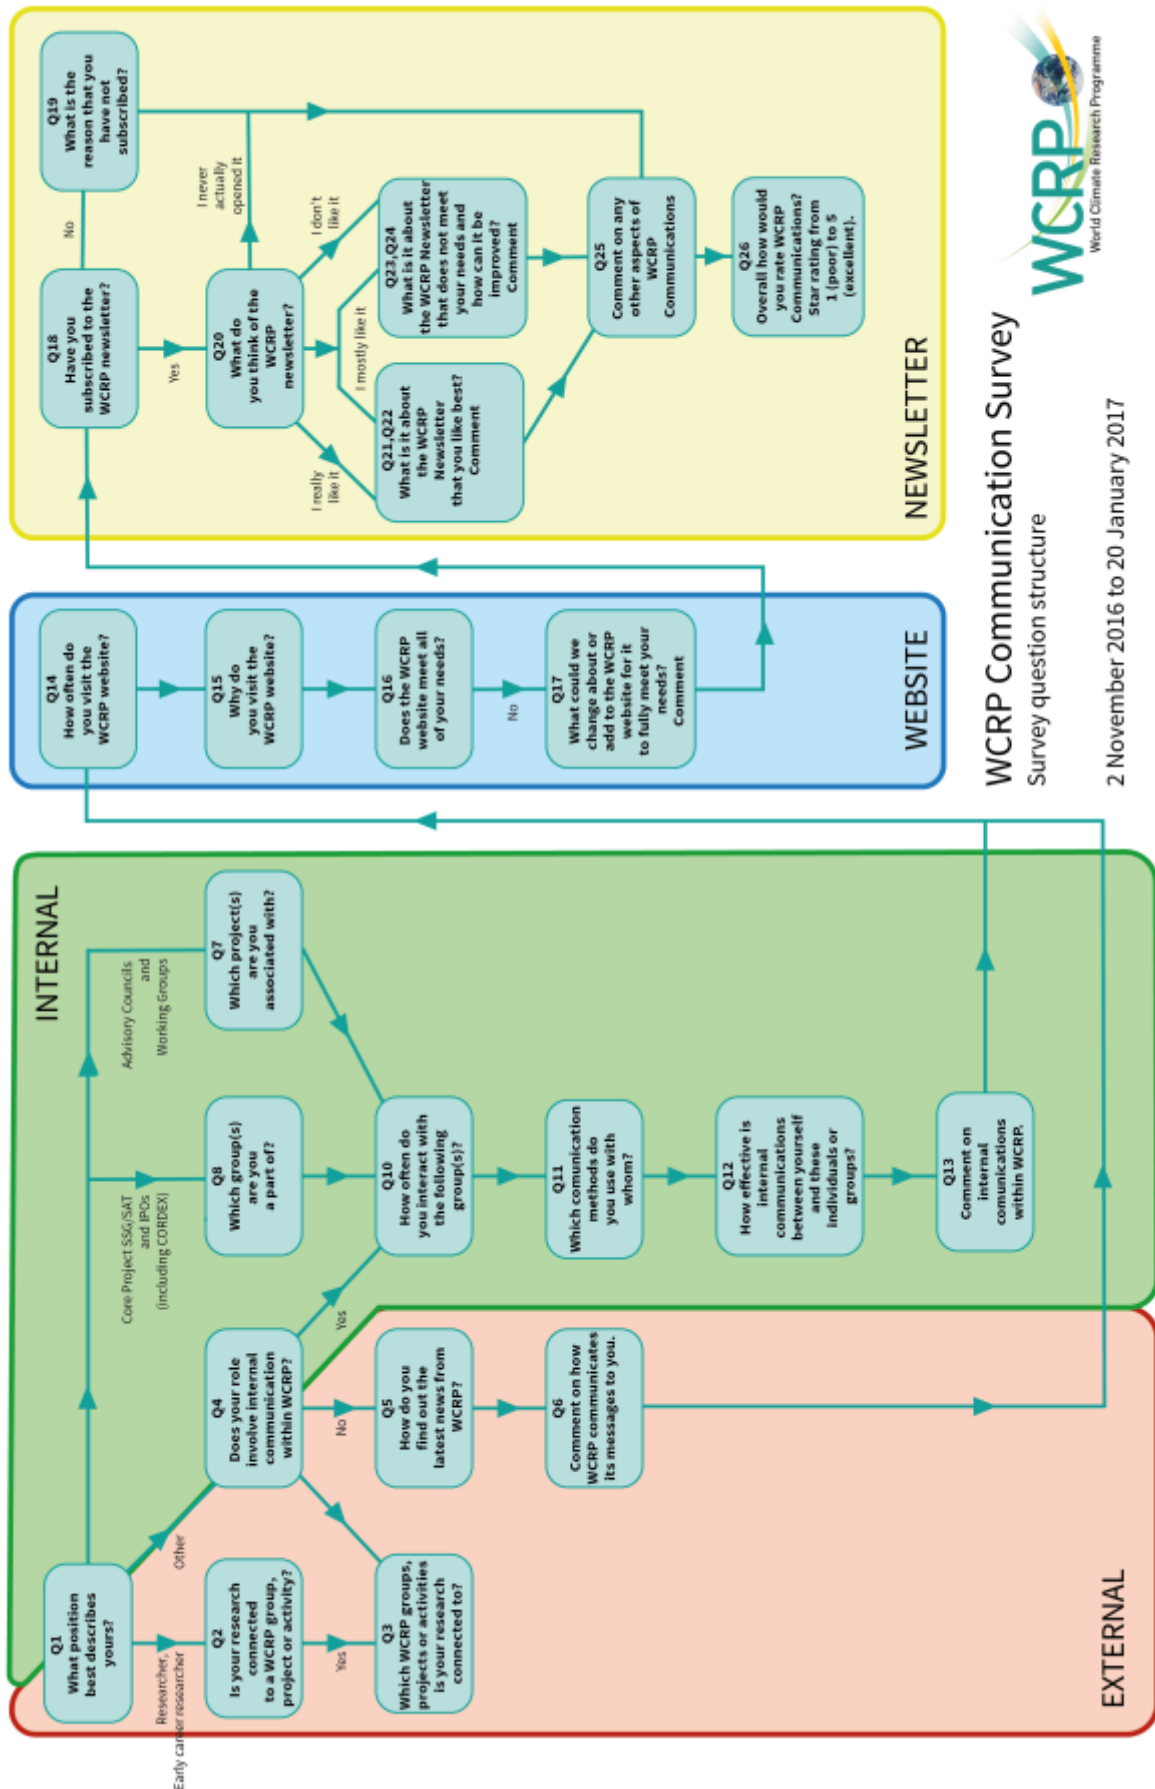 INTERNAL
Q1
What position
best describes
yours?
Researcher,
Early career researcher
Other
Core Project SSG/SAT
and IPOs
(including CORDEX)
Advisory Councils
and
Working Groups
Q2
Is your research
connected
to a WCRP group,
project or activity?
Yes
Q3
Which WCRP groups,
projects or activities
is your research
connected to?
Q4
Does your role
involve internal
communication
within WCRP?
No
Yes
Q5
How do you
find out the
latest news from
WCRP?
Q6
Comment on how
WCRP communicates
its messages to you.
EXTERNAL
Q8
Which group(s)
are you
a part of?
Q7
Which project(s)
are you
associated with?
Q10
How often do
you interact with
the following
group(s)?
Q11
Which comunication
methods do
you use with
whom?
Q12
How effective is
internal
communications
between yourself
and these
individuals or
groups?
Q13
Comment on
internal
comunications
within WCRP.
Q14
How often do
you visit the
WCRP website?
Q15
Why do
you visit the
WCRP website?
Q16
Does the WCRP
website meet all
of your needs?
No
Q17
What could we
change about or
add to the WCRP
website for it
to fully meet your
needs?
Comment
WEBSITE
Q18
Have you
subscribed to the
WCRP newsletter?
No
Q19
What is the
reason that you
have not
subscribed?
Yes
Q20
What do
you think of the
WCRP
newsletter?
I never
actually
opened it
I really
like it
I mostly like it
I don't
like it
Q21,Q22
What is it about
the WCRP
Newsletter
that you like best?
Comment
Q23,Q24
What is it about
the WCRP Newsletter
that does not meet
your needs and
how can it be
improved?
Comment
Q25
Comment on any
other aspects of
WCRP
Communications
Q26
Overall how would
you rate WCRP
Communications?
Star rating from
1 (poor) to 5
(excellent).
NEWSLETTER
WCRP Communication Survey
Survey question structure
2 November 2016 to 20 January 2017
WCRP
World Climate Research Programme